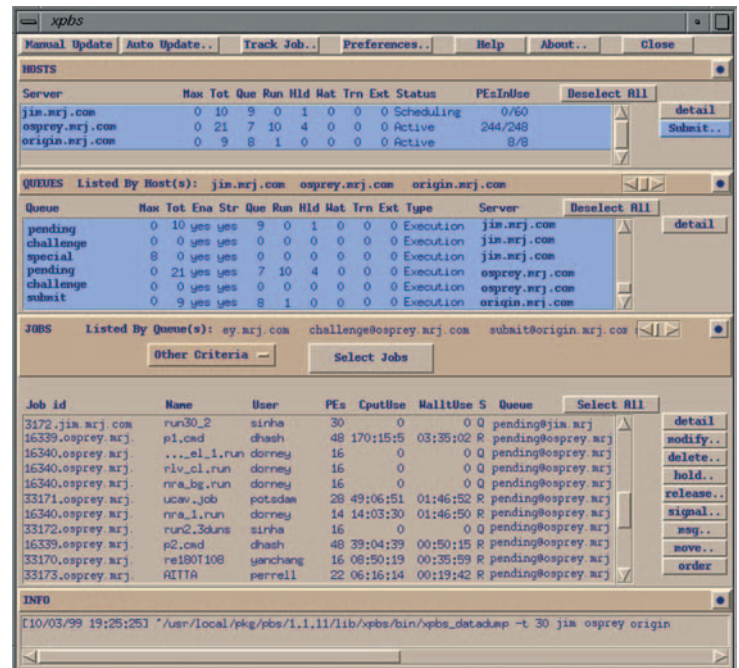 xpbs
Manual Update Auto Update.. Track Job.. Preferences.. Help About.. Close
HOSTS
Server Max Tot Que Run Hld Wat Trn Ext Status PEsInUse Deselect All
jim.mrj.com 0 10 9 0 1 0 0 0 Scheduling 0/60 detail
osprey.mrj.com 0 21 7 10 4 0 0 0 Active 244/248 Submit..
origin.mrj.com 0 9 8 1 0 0 0 0 Active 8/8
QUEUES Listed By Host(s): jim.mrj.com osprey.mrj.com origin.mrj.com
Queue Max Tot Ena Str Que Run Hld Wat Trn Ext Type Server Deselect All
pending 0 10 yes yes 9 0 1 0 0 0 Execution jim.mrj.com detail
challenge 0 0 yes yes 0 0 0 0 0 0 Execution jim.mrj.com
special 8 0 yes yes 0 0 0 0 0 0 Execution jim.mrj.com
pending 0 21 yes yes 7 10 4 0 0 0 Execution osprey.mrj.com
challenge 0 0 yes yes 0 0 0 0 0 0 Execution osprey.mrj.com
submit 0 9 yes yes 8 1 0 0 0 0 Execution origin.mrj.com
JOBS Listed By Queue(s): ey.mrj.com challenge@osprey.mrj.com submit@origin.mrj.com
Other Criteria Select Jobs
Job id Name User PEs CputUse WalltUse S Queue Select All
3172.jim.mrj.com run30_2 sinha 30 0 0 Q pending@jim.mrj detail
16339.osprey.mrj. p1.cmd dhash 48 170:15:5 03:35:02 R pending@osprey.mrj modify..
16340.osprey.mrj. ..._el_1.run dorney 16 0 0 Q pending@osprey.mrj delete..
16340.osprey.mrj. rlv_cl.run dorney 16 0 0 Q pending@osprey.mrj hold..
16340.osprey.mrj. nra_bg.run dorney 16 0 0 Q pending@osprey.mrj release..
33171.osprey.mrj. ucav.job potsdam 28 49:06:51 01:46:52 R pending@osprey.mrj signal..
16340.osprey.mrj. nra_1.run dorney 14 14:03:30 01:46:50 R pending@osprey.mrj msg..
33172.osprey.mrj. run2.3duns sinha 16 0 0 Q pending@osprey.mrj move..
16339.osprey.mrj. p2.cmd dhash 48 39:04:39 00:50:15 R pending@osprey.mrj order
33170.osprey.mrj. re180T108 yanchang 16 08:50:19 00:35:59 R pending@osprey.mrj
33173.osprey.mrj. AITTA perrell 22 06:16:14 00:19:42 R pending@osprey.mrj
INFO
[10/03/99 19:25:25] "/usr/local/pkg/pbs/1.1.11/lib/xpbs/bin/xpbs_datadump -t 30 jim osprey origin